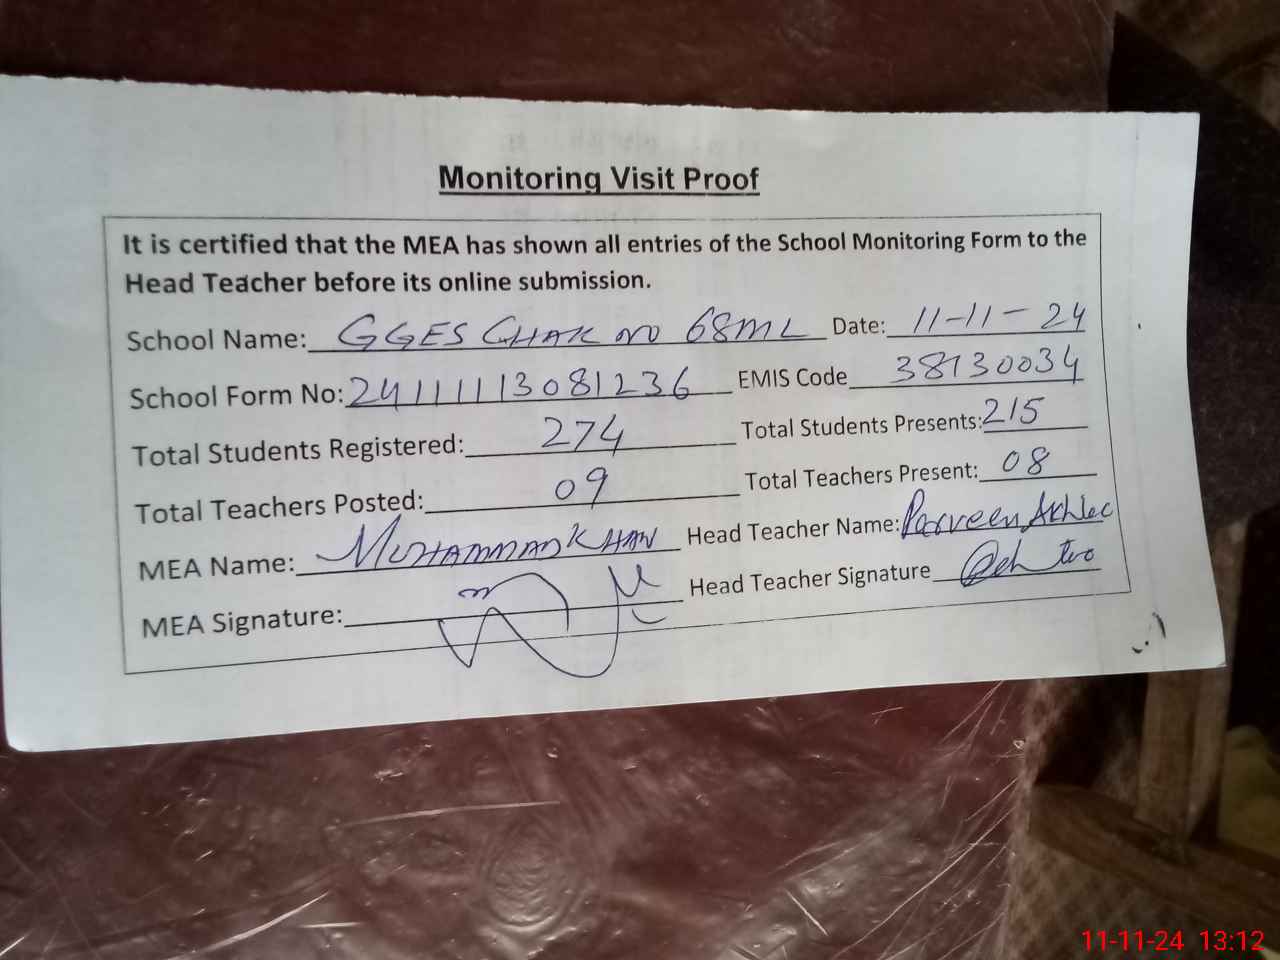 Monitoring Visit Proof
It is certified that the MEA has shown all entries of the School Monitoring Form to the
Head Teacher before its online submission.
School Name: GGES CHAK NO 68ML Date: 11-11-24
School Form No: 24111113081236 EMIS Code 38130034
Total Students Registered: 274 Total Students Presents: 215
Total Teachers Posted: 09 Total Teachers Present: 08
MEA Name: MUHAMMAD KHAN Head Teacher Name: Parveen
MEA Signature: Head Teacher Signature
11-11-24 13:12